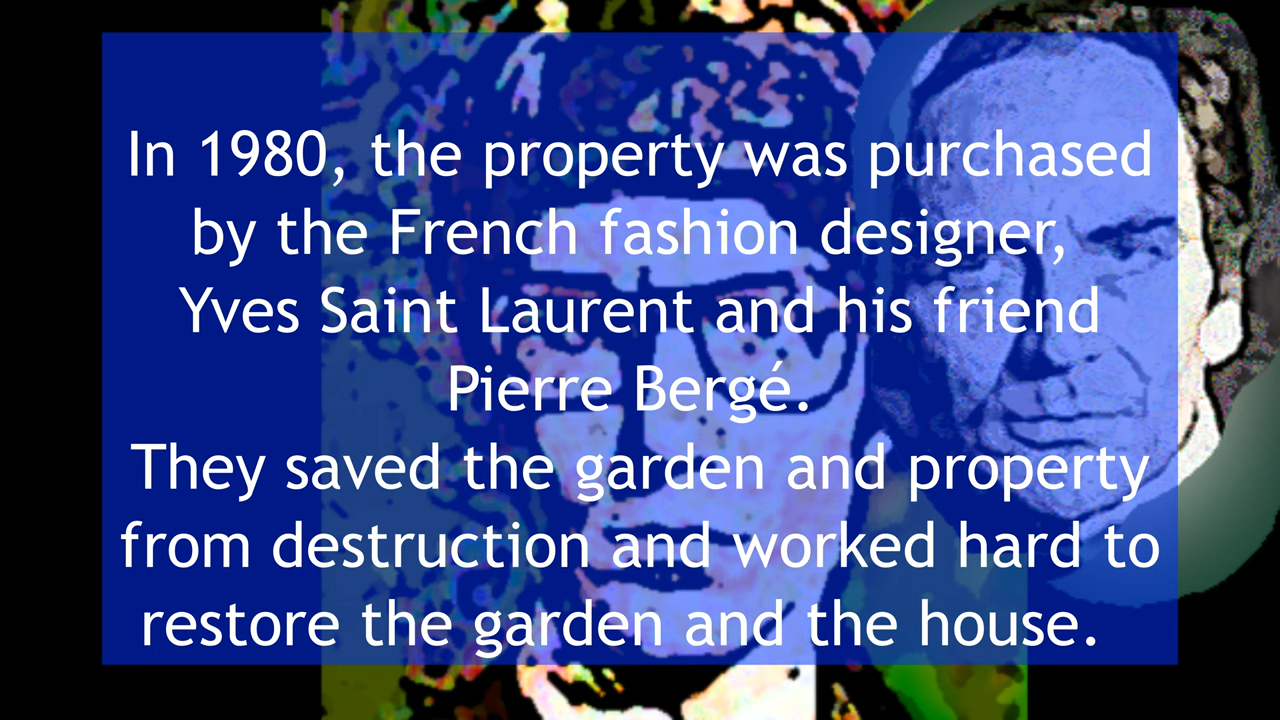 In 1980, the property was purchased
by the French fashion designer,
Yves Saint Laurent and his friend
Pierre Bergé.
They saved the garden and property
from destruction and worked hard to
restore the garden and the house.